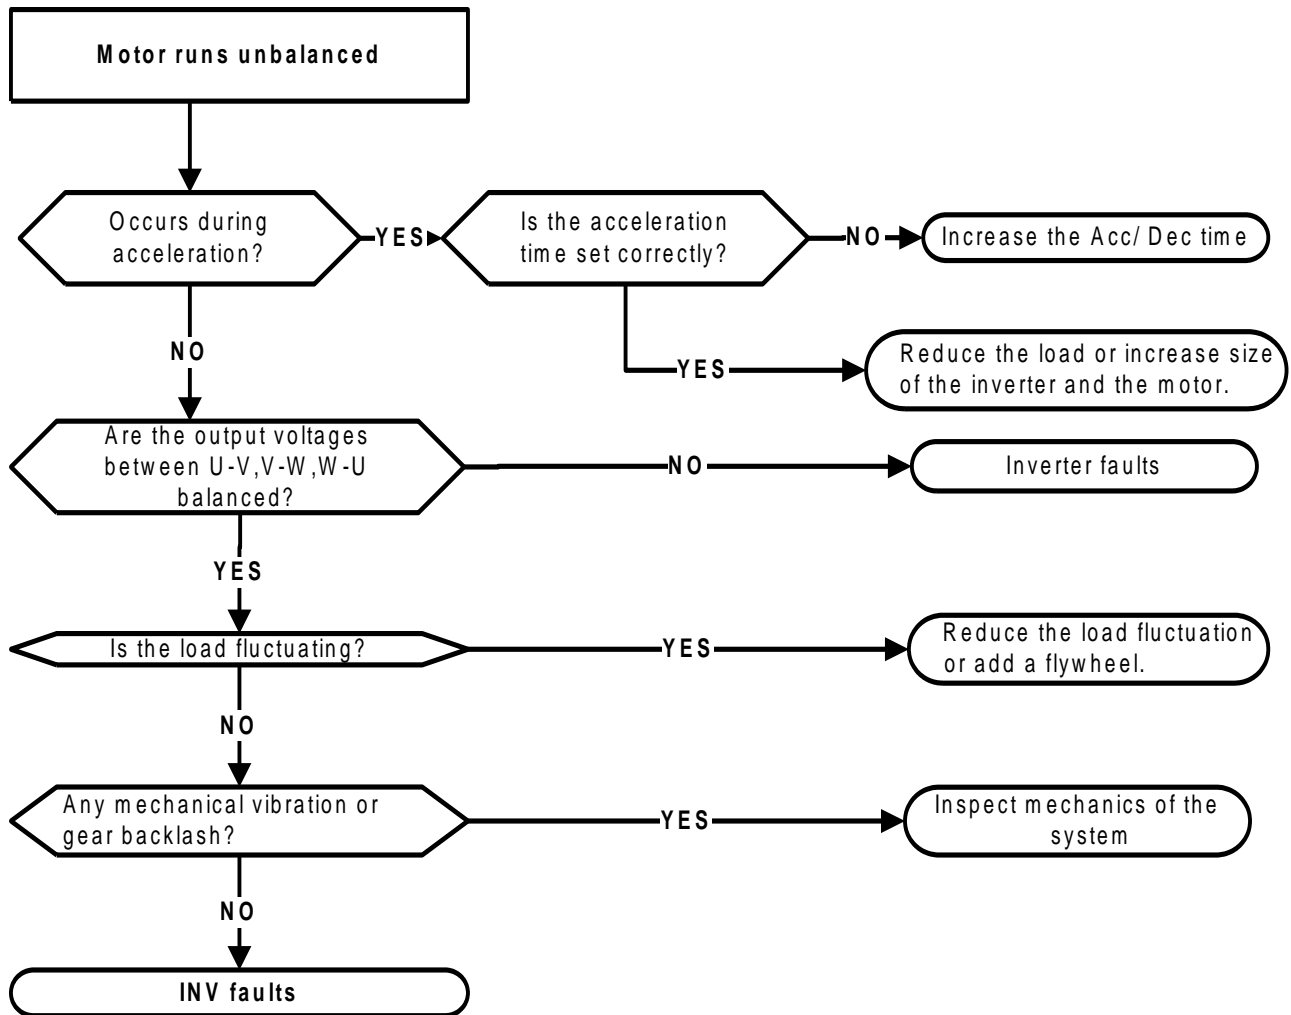 Motor runs unbalanced
Occurs during
acceleration?
YES
Is the acceleration
time set correctly?
NO
Increase the Acc/ Dec time
NO
YES
Reduce the load or increase size
of the inverter and the motor.
Are the output voltages
between U-V,V-W,W-U
balanced?
NO
Inverter faults
YES
Is the load fluctuating?
YES
Reduce the load fluctuation
or add a flywheel.
NO
Any mechanical vibration or
gear backlash?
YES
Inspect mechanics of the
system
NO
INV faults